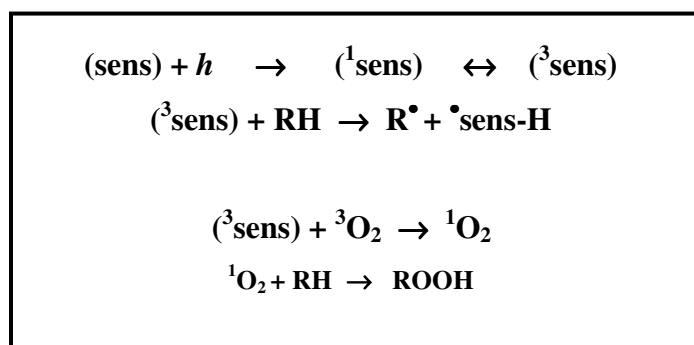 (sens) + h → (¹sens) ↔ (³sens)
(³sens) + RH → R• + •sens-H
(³sens) + ³O₂ → ¹O₂
¹O₂ + RH → ROOH